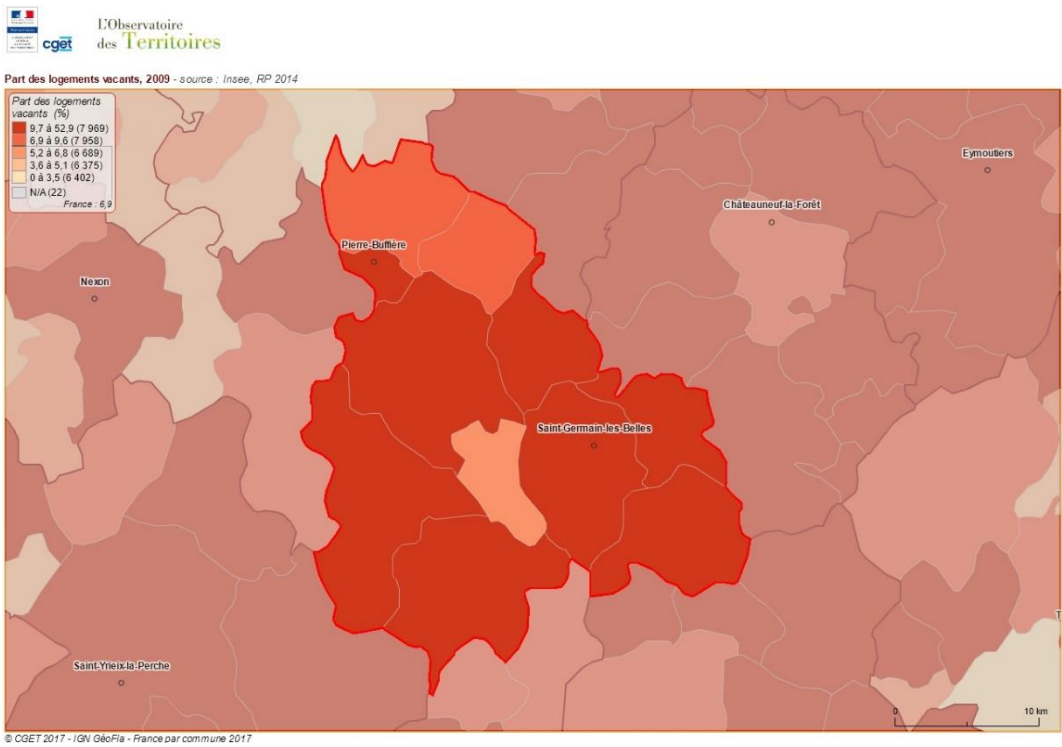 cget
L'Observatoire
des Territoires
Part des logements vacants, 2009 - source : Insee, RP 2014
Part des logements
vacants (%)
9,7 à 52,9 (7 969)
6,9 à 9,6 (7 958)
5,2 à 6,8 (6 689)
3,6 à 5,1 (6 375)
0 à 3,5 (6 402)
N/A (22)
France : 6,9
Eymoutiers
Châteauneuf-la-Forêt
Pierre-Buffière
Nexon
Saint-Germain-les-Belles
T
Saint-Yrieix-la-Perche
0 10 km
© CGET 2017 - IGN GéoFla - France par commune 2017